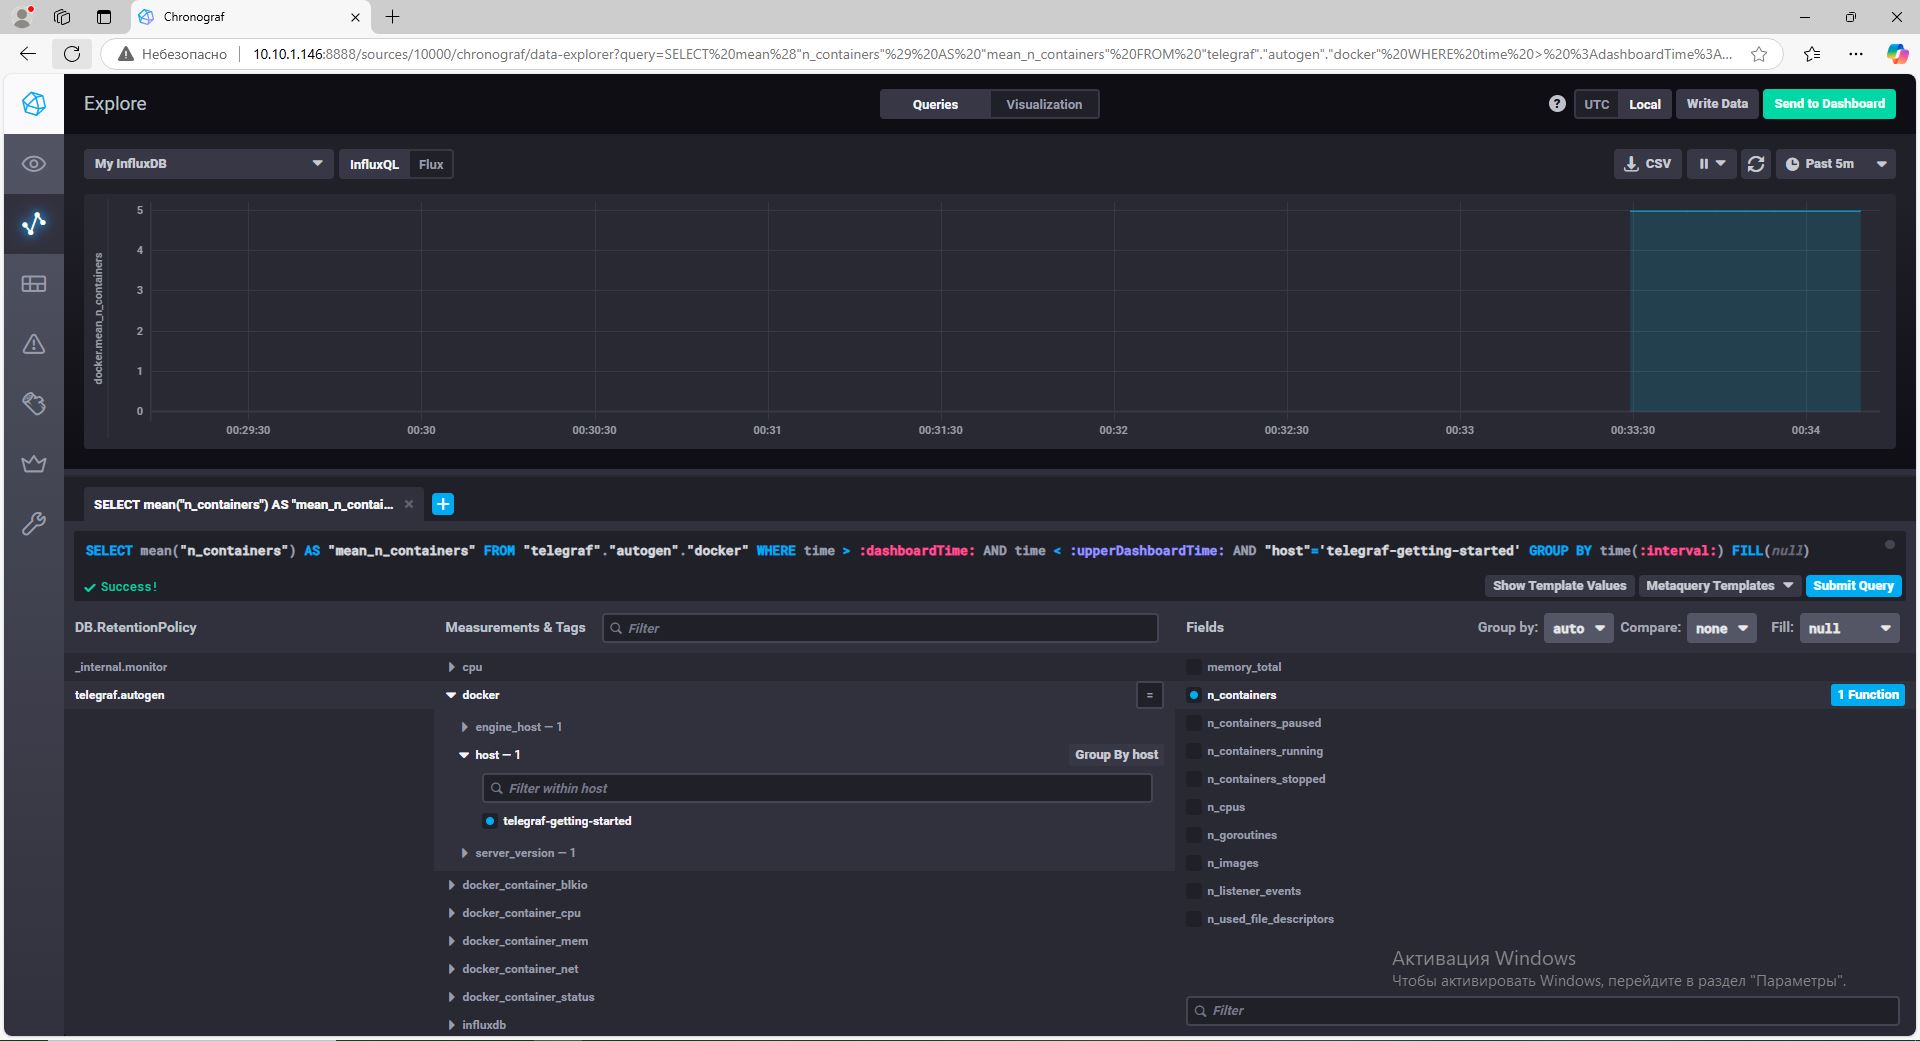 Chronograf
Небезопасно
10.10.1.146:8888/sources/10000/chronograf/data-explorer?query=SELECT%20mean%28"n_containers"%29%20AS%20"mean_n_containers"%20FROM%20"telegraf"."autogen"."docker"%20WHERE%20time%20>%20%3AdashboardTime%3A...
Explore
Queries
Visualization
?
UTC
Local
Write Data
Send to Dashboard
My InfluxDB
InfluxQL
Flux
CSV
Past 5m
docker.mean_n_containers
5
4
3
2
1
0
00:29:30
00:30
00:30:30
00:31
00:31:30
00:32
00:32:30
00:33
00:33:30
00:34
SELECT mean("n_containers") AS "mean_n_contai...
SELECT mean("n_containers") AS "mean_n_containers" FROM "telegraf"."autogen"."docker" WHERE time > :dashboardTime: AND time < :upperDashboardTime: AND "host"='telegraf-getting-started' GROUP BY time(:interval:) FILL(null)
Success!
Show Template Values
Metaquery Templates
Submit Query
DB.RetentionPolicy
Measurements & Tags
Filter
Fields
Group by:
auto
Compare:
none
Fill:
null
_internal.monitor
telegraf.autogen
cpu
docker
=
engine_host — 1
host — 1
Group By host
Filter within host
telegraf-getting-started
server_version — 1
docker_container_blkio
docker_container_cpu
docker_container_mem
docker_container_net
docker_container_status
influxdb
memory_total
n_containers
1 Function
n_containers_paused
n_containers_running
n_containers_stopped
n_cpus
n_goroutines
n_images
n_listener_events
n_used_file_descriptors
Активация Windows
Чтобы активировать Windows, перейдите в раздел "Параметры".
Filter